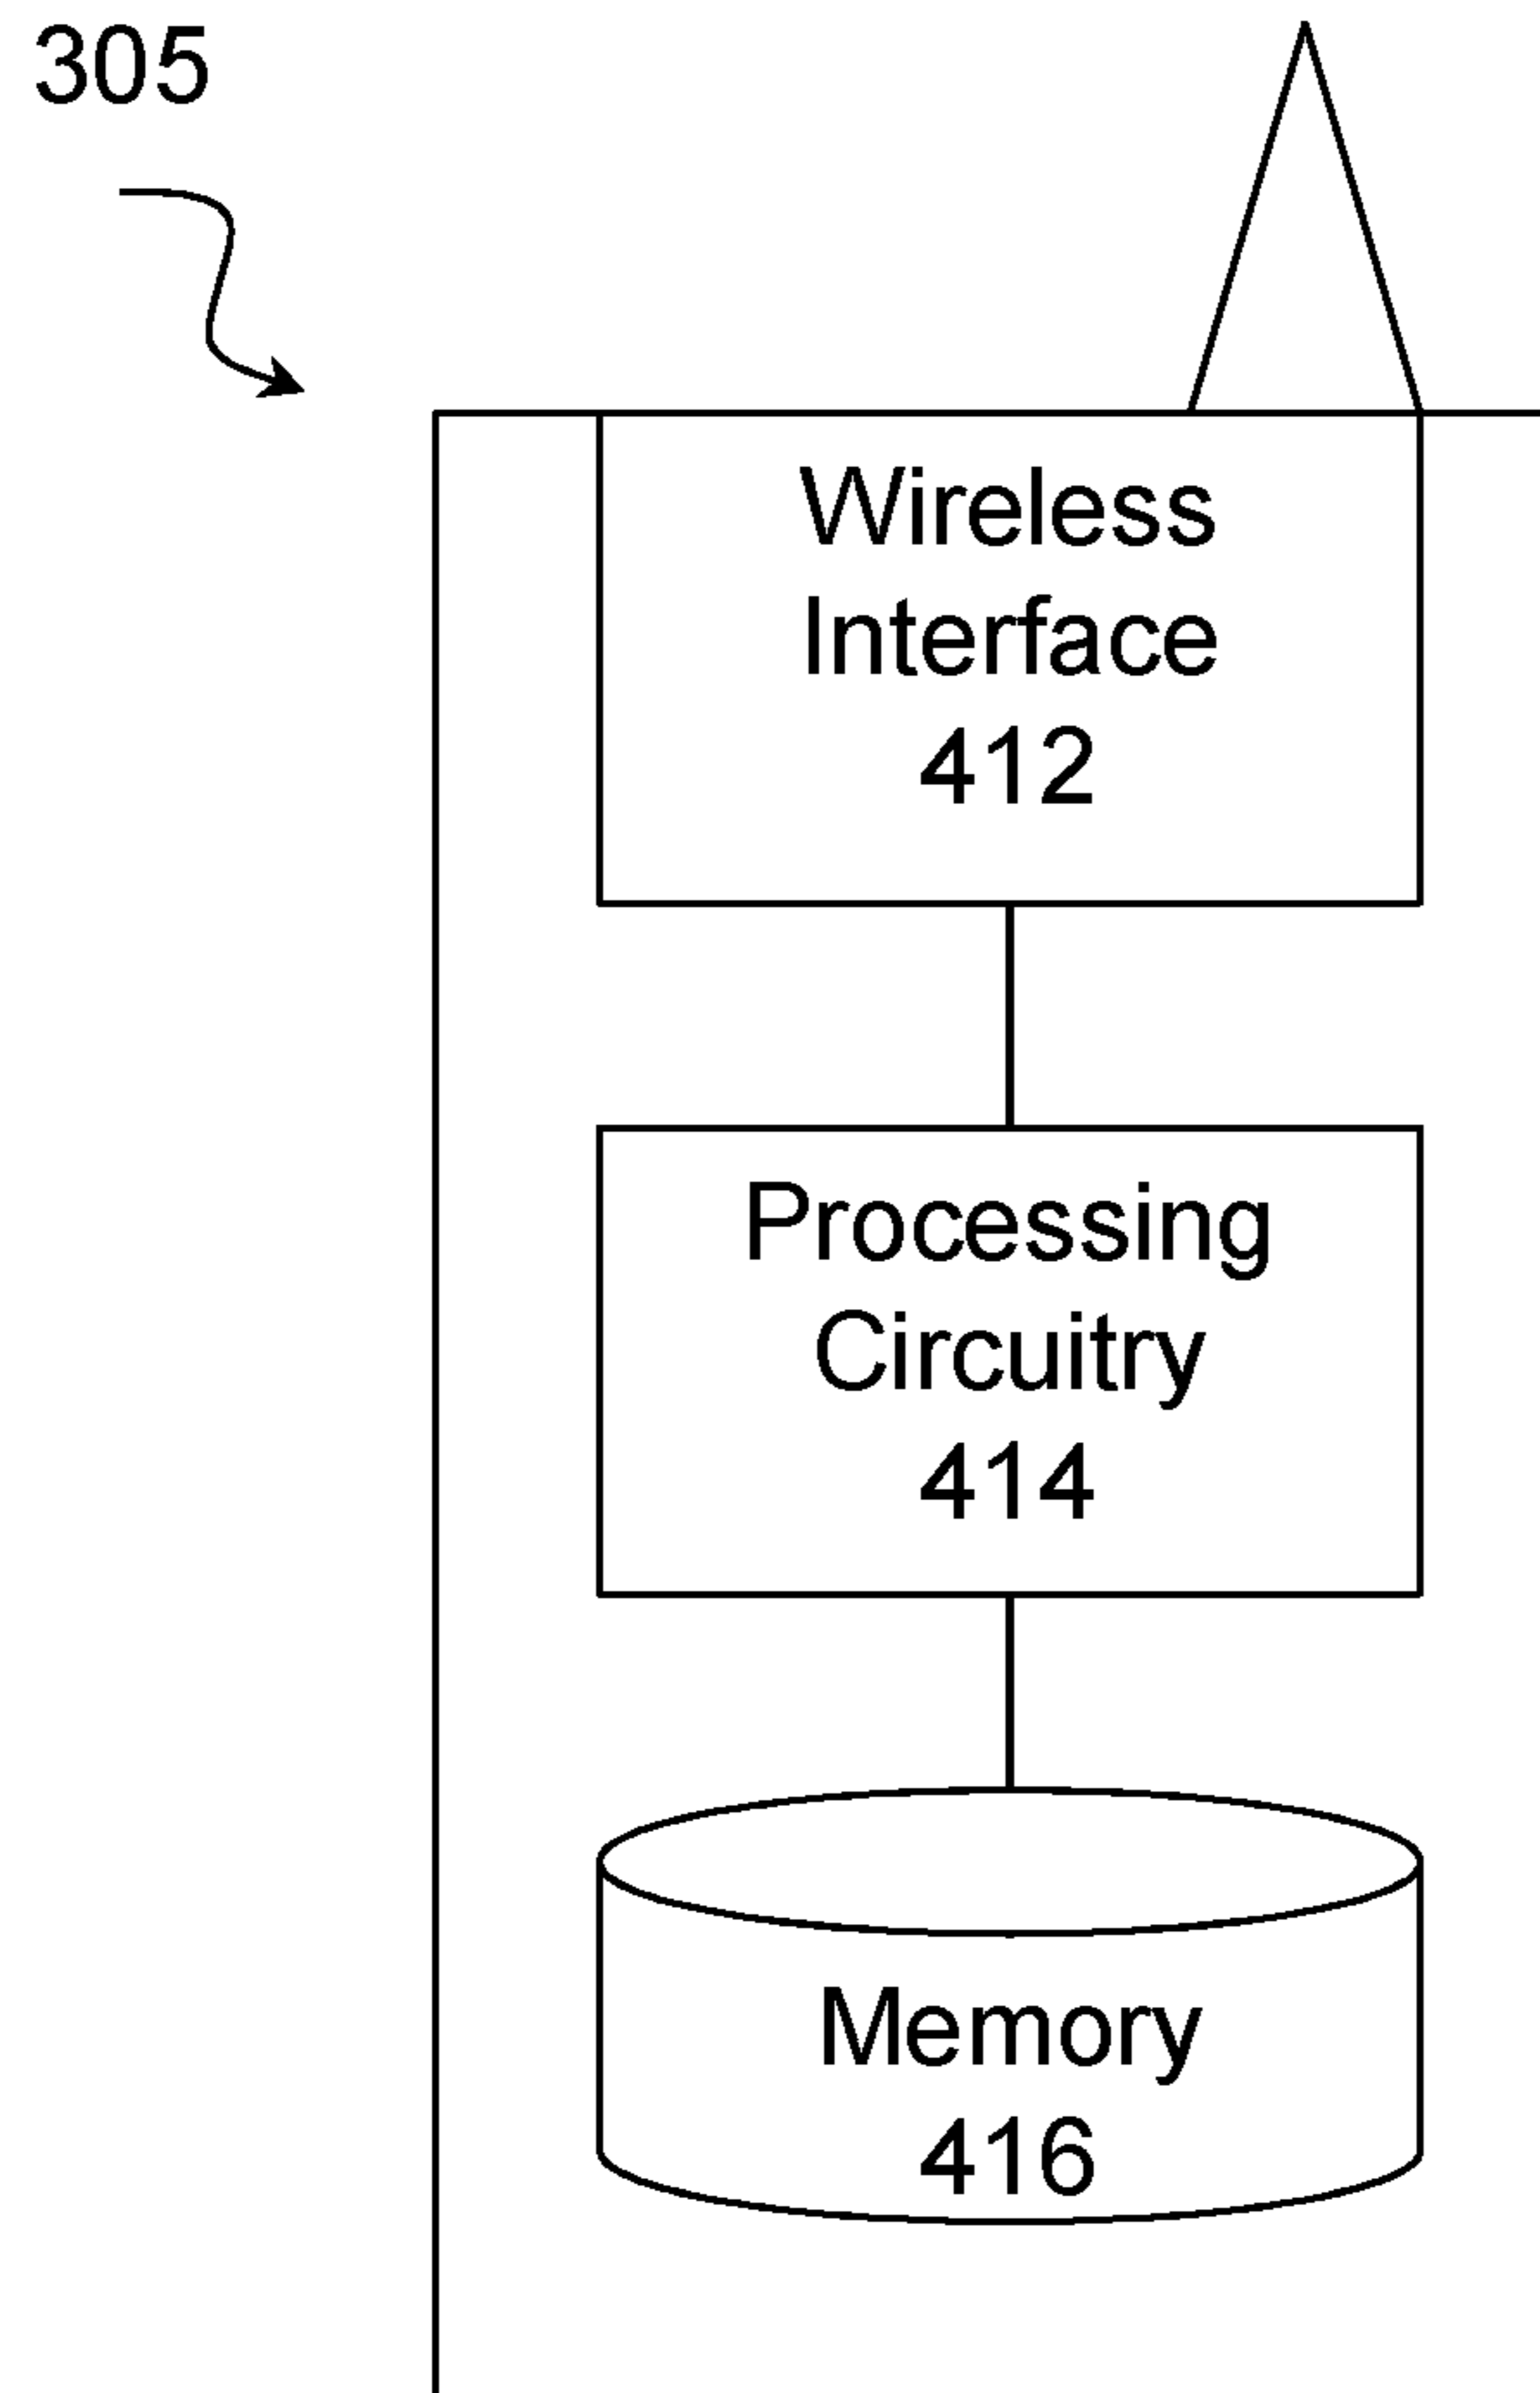 305
Wireless
Interface
412
Processing
Circuitry
414
Memory
416